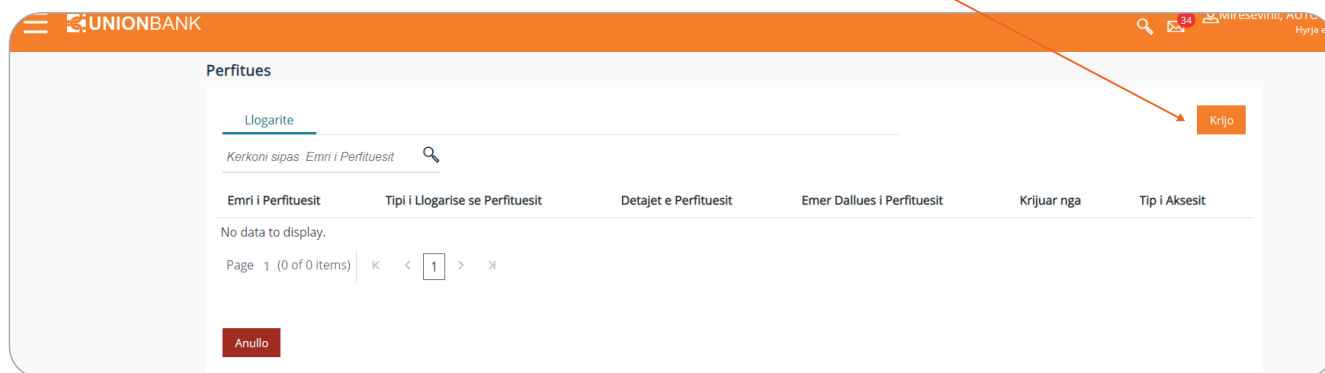 UNIONBANK
34
Miresevini, AUTO
Hyrja e
Perfitues
Llogarite
Krijo
Kerkoni sipas Emri i Perfituesit
Emri i Perfituesit Tipi i Llogarise se Perfituesit Detajet e Perfituesit Emer Dallues i Perfituesit Krijuar nga Tip i Aksesit
No data to display.
Page 1 (0 of 0 items) 1
Anullo